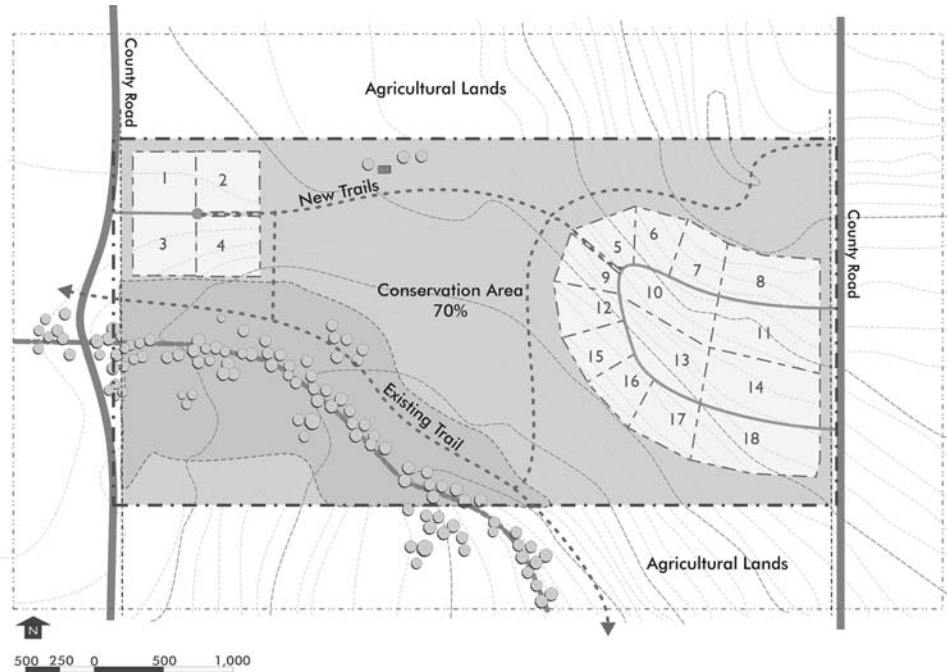 County Road
Agricultural Lands
1
2
New Trails
3
4
5
6
7
8
County Road
9
10
Conservation Area
70%
12
11
15
13
16
14
Existing Trail
17
18
Agricultural Lands
N
500 250 0 500 1,000